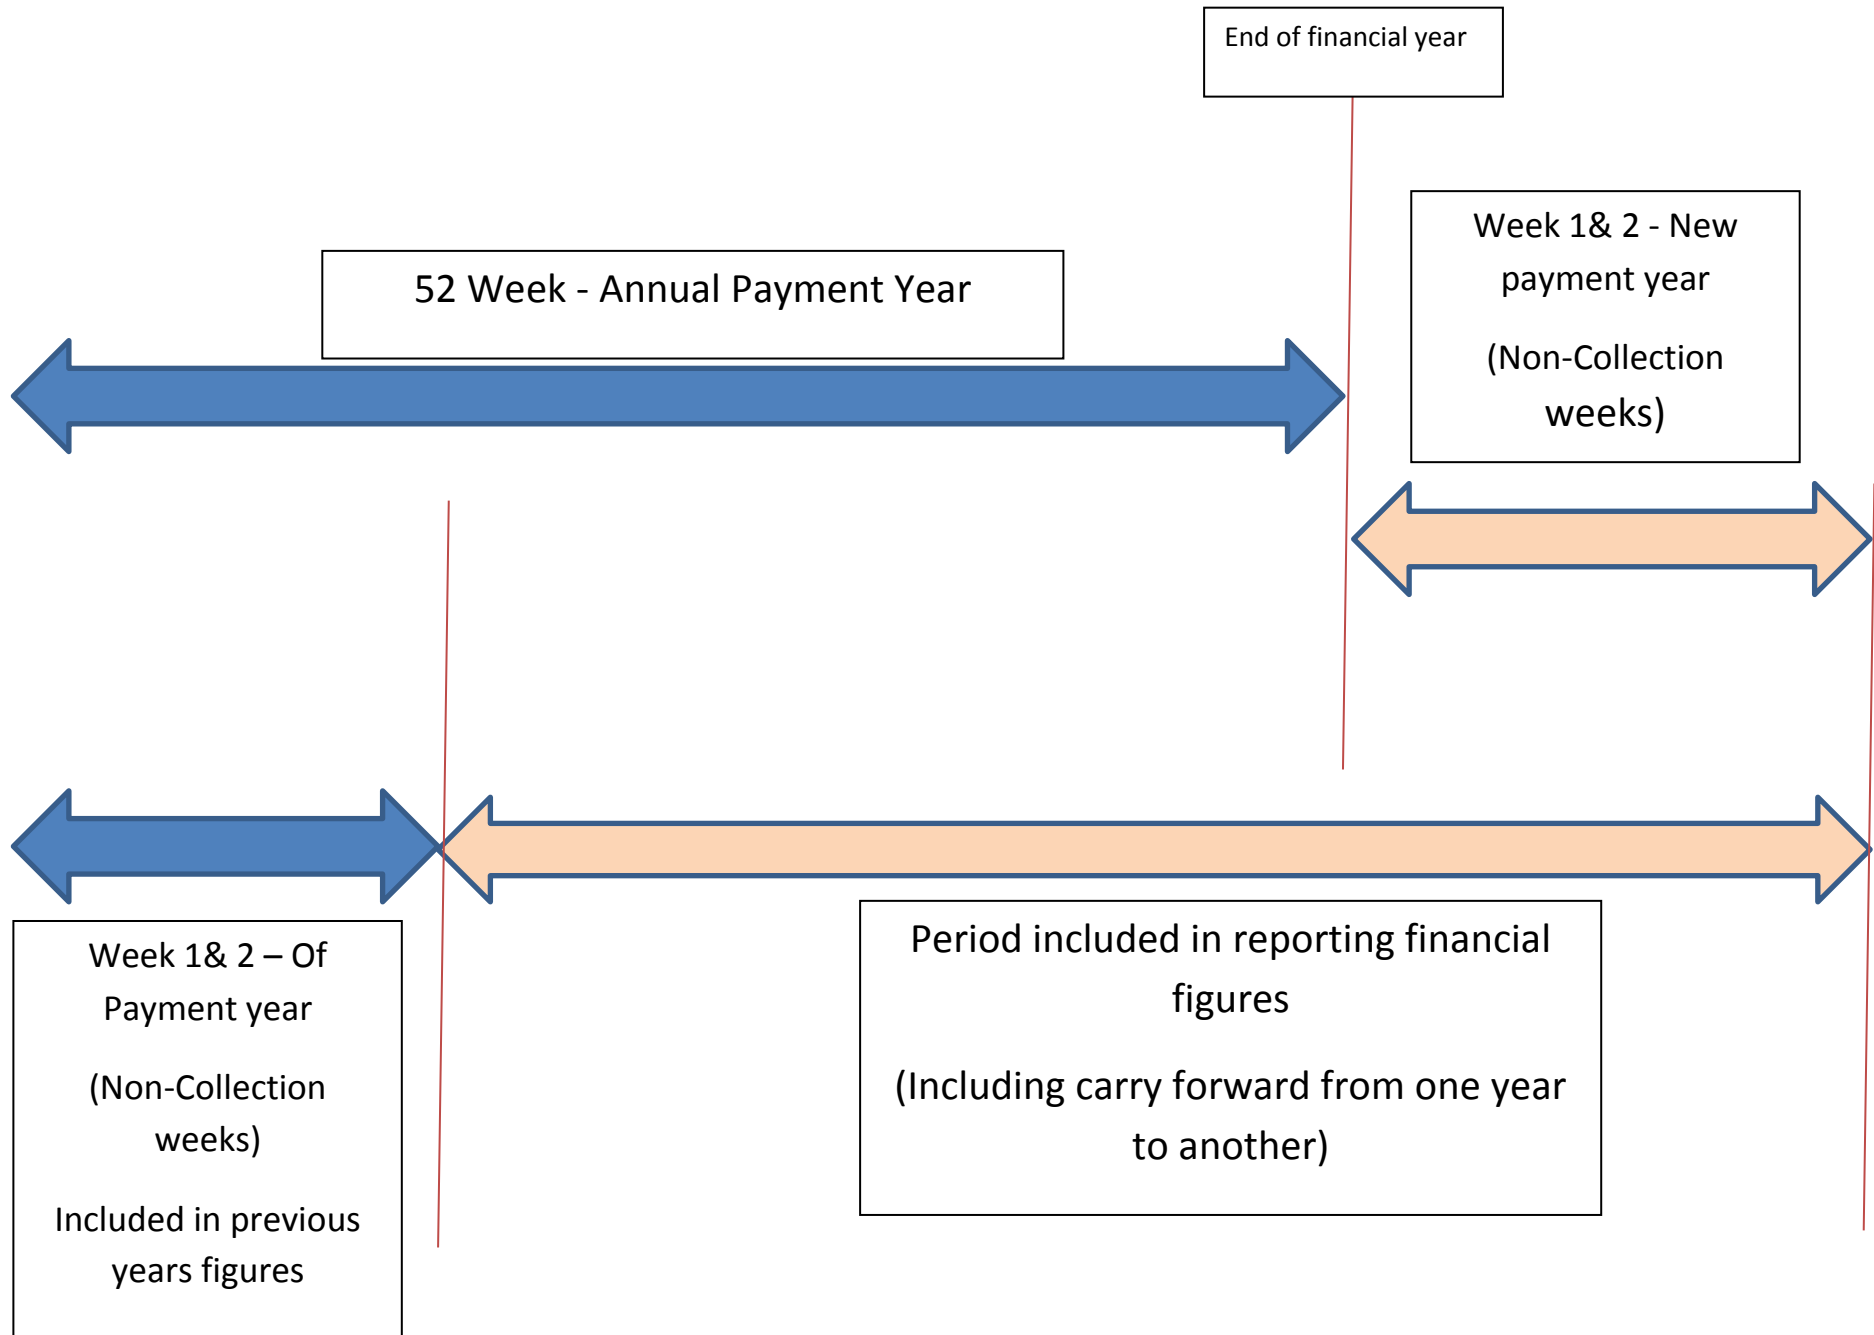 End of financial year
Week 1& 2 - New
payment year
(Non-Collection
weeks)
52 Week - Annual Payment Year
Week 1& 2 – Of
Payment year
(Non-Collection
weeks)
Included in previous
years figures
Period included in reporting financial
figures
(Including carry forward from one year
to another)